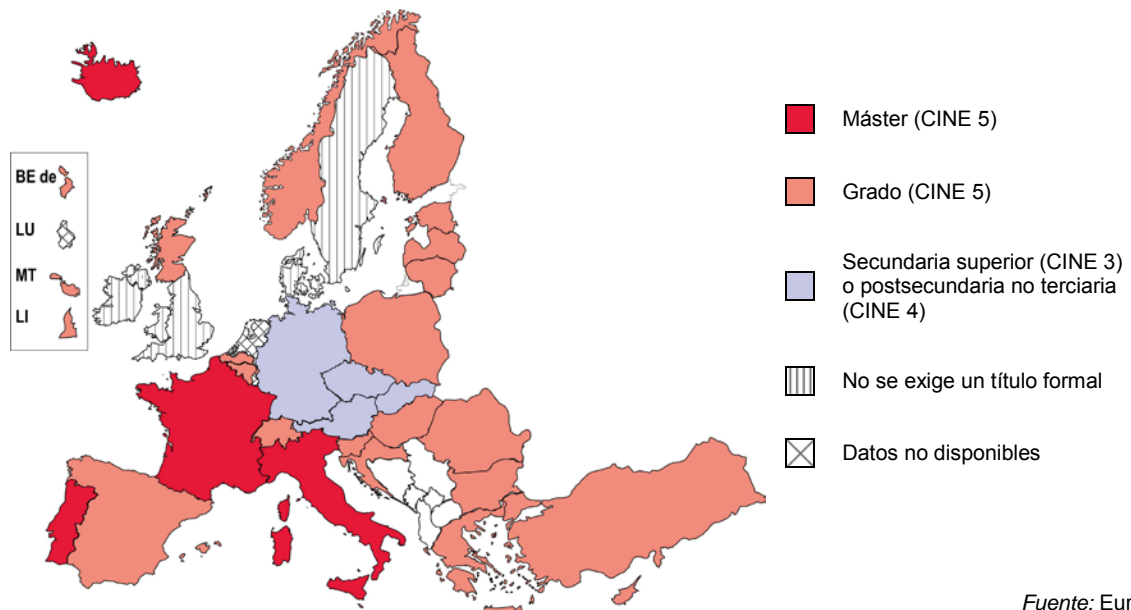 BE de
LU
MT
LI
Máster (CINE 5)
Grado (CINE 5)
Secundaria superior (CINE 3)
o postsecundaria no terciaria
(CINE 4)
No se exige un título formal
Datos no disponibles
Fuente: Eur